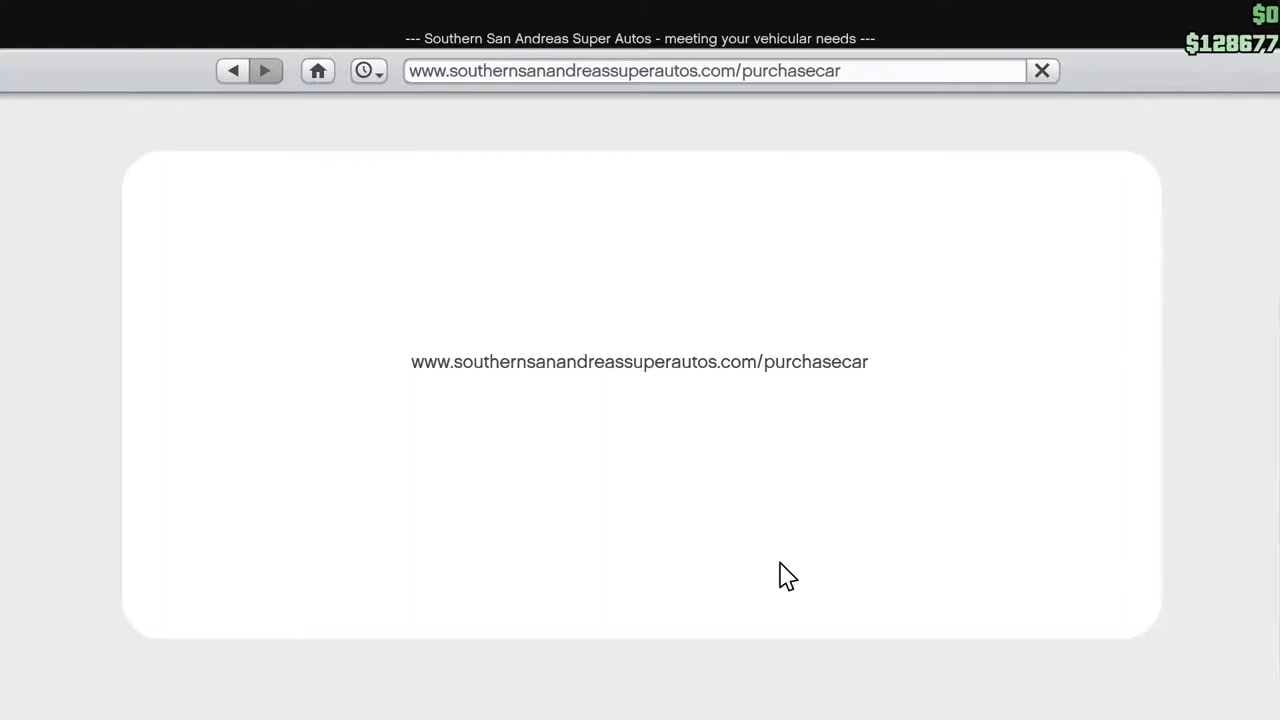 $0
--- Southern San Andreas Super Autos - meeting your vehicular needs ---
$128677
www.southernsanandreassuperautos.com/purchasecar
www.southernsanandreassuperautos.com/purchasecar